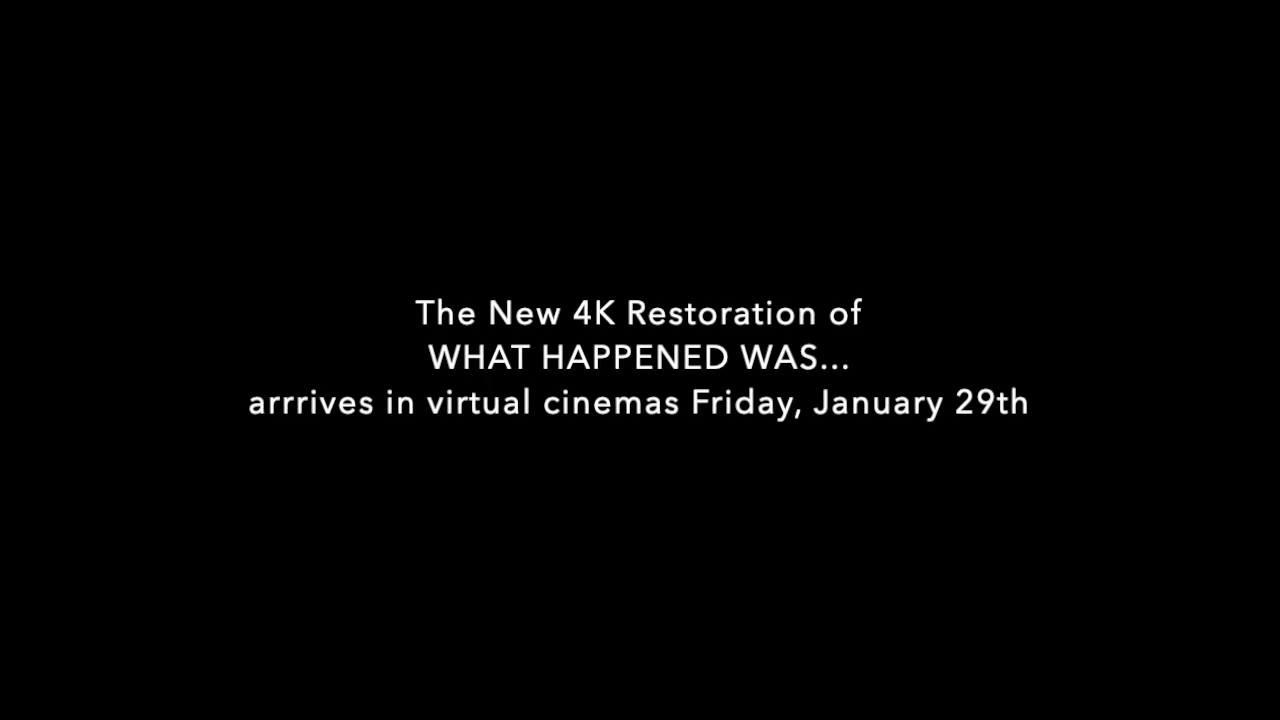 The New 4K Restoration of
WHAT HAPPENED WAS...
arrrives in virtual cinemas Friday, January 29th